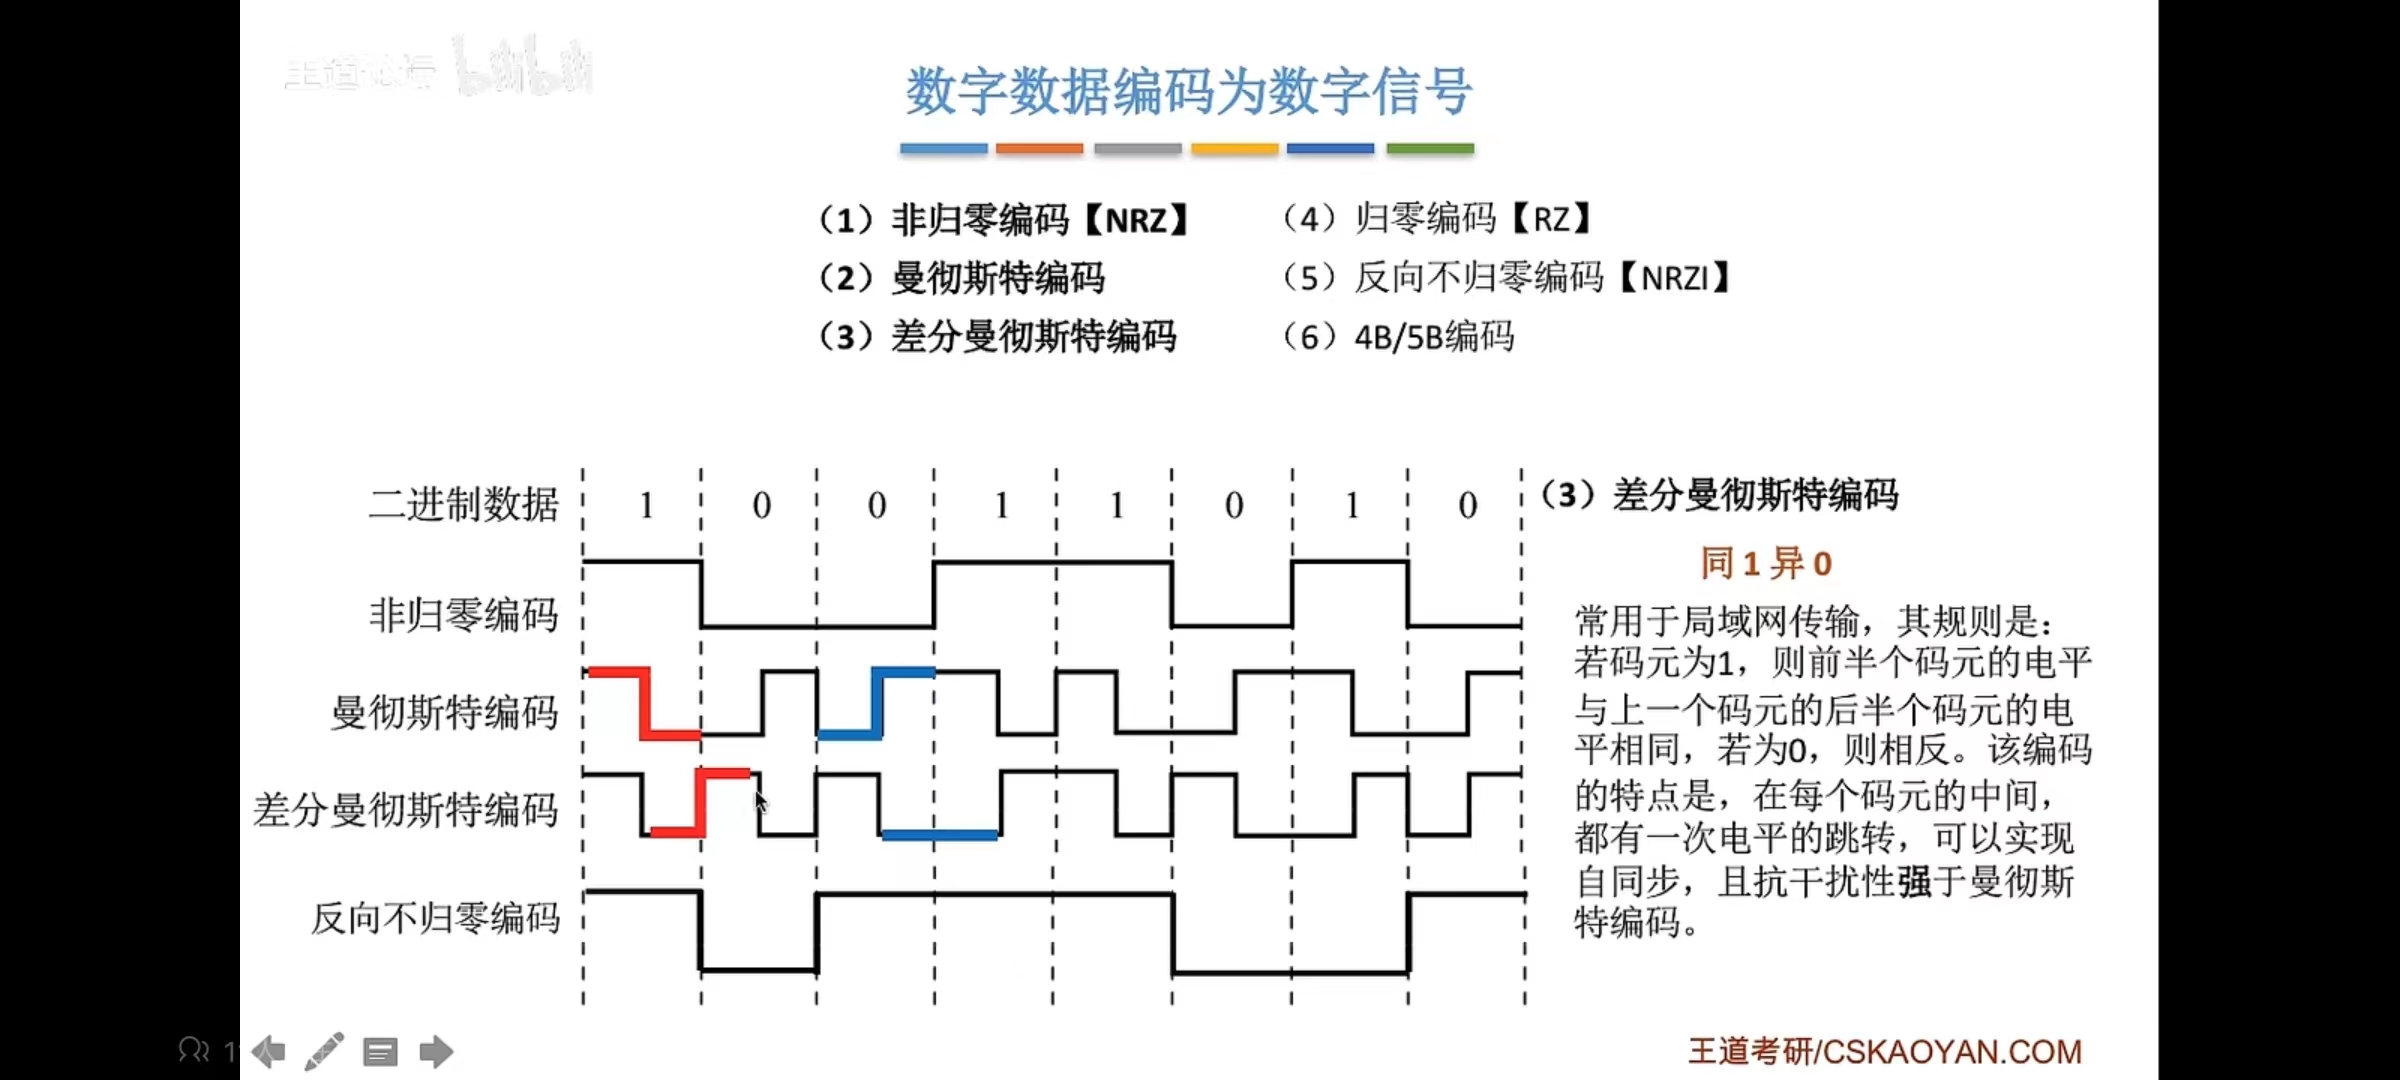 王道论坛 bilibili
数字数据编码为数字信号
（1）非归零编码【NRZ】
（2）曼彻斯特编码
（3）差分曼彻斯特编码
（4）归零编码【RZ】
（5）反向不归零编码【NRZI】
（6）4B/5B编码
二进制数据 1 0 0 1 1 0 1 0
非归零编码
曼彻斯特编码
差分曼彻斯特编码
反向不归零编码
（3）差分曼彻斯特编码
同1异0
常用于局域网传输，其规则是：
若码元为1，则前半个码元的电平
与上一个码元的后半个码元的电
平相同，若为0，则相反。该编码
的特点是，在每个码元的中间，
都有一次电平的跳转，可以实现
自同步，且抗干扰性强于曼彻斯
特编码。
王道考研/CSKAOYAN.COM